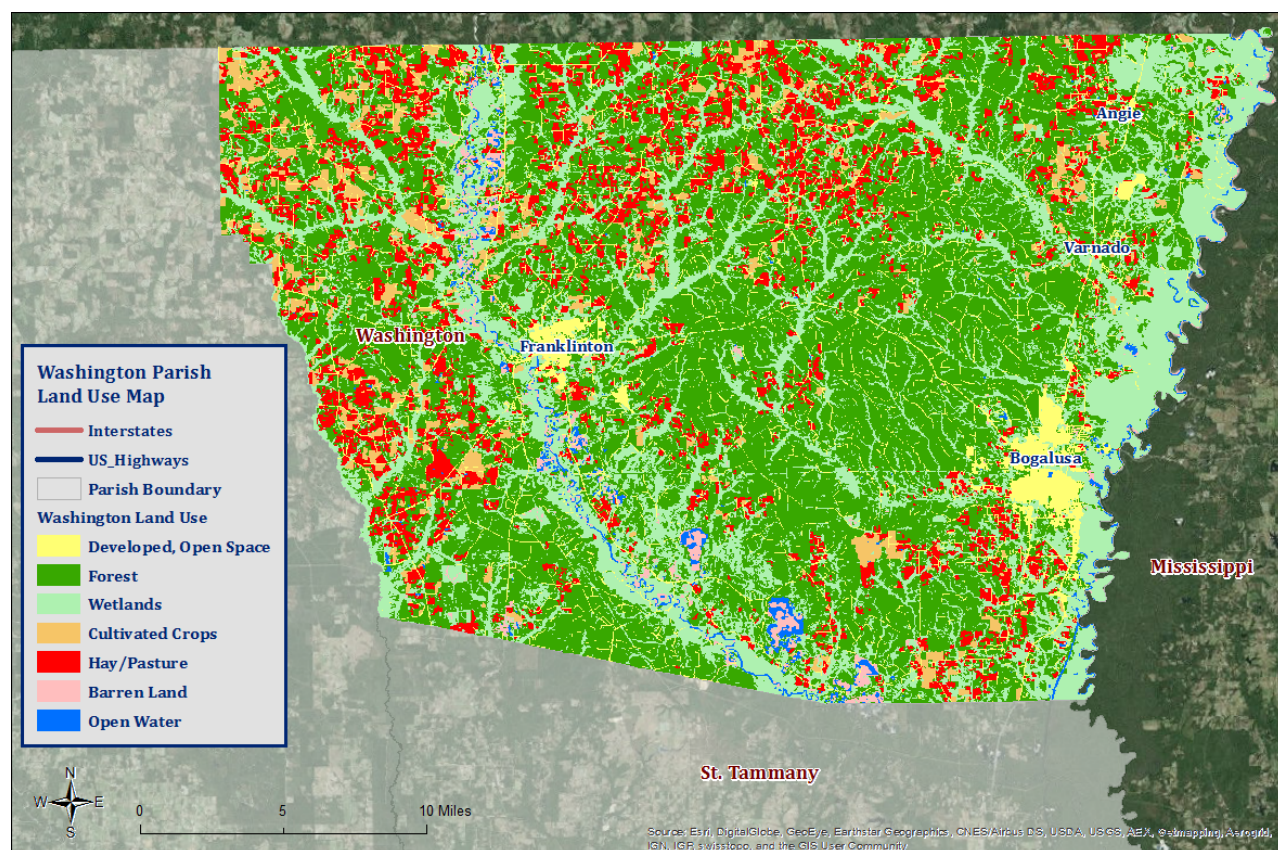 Angie
Varnado
Washington
Franklinton
Bogalusa
Mississippi
St. Tammany
Washington Parish
Land Use Map
Interstates
US_Highways
Parish Boundary
Washington Land Use
Developed, Open Space
Forest
Wetlands
Cultivated Crops
Hay/Pasture
Barren Land
Open Water
N
W E
S
0 5 10 Miles
Source: Esri, DigitalGlobe, GeoEye, Earthstar Geographics, CNES/Airbus DS, USDA, USGS, AEX, Getmapping, Aerogrid,
IGN, IGP, swisstopo, and the GIS User Community